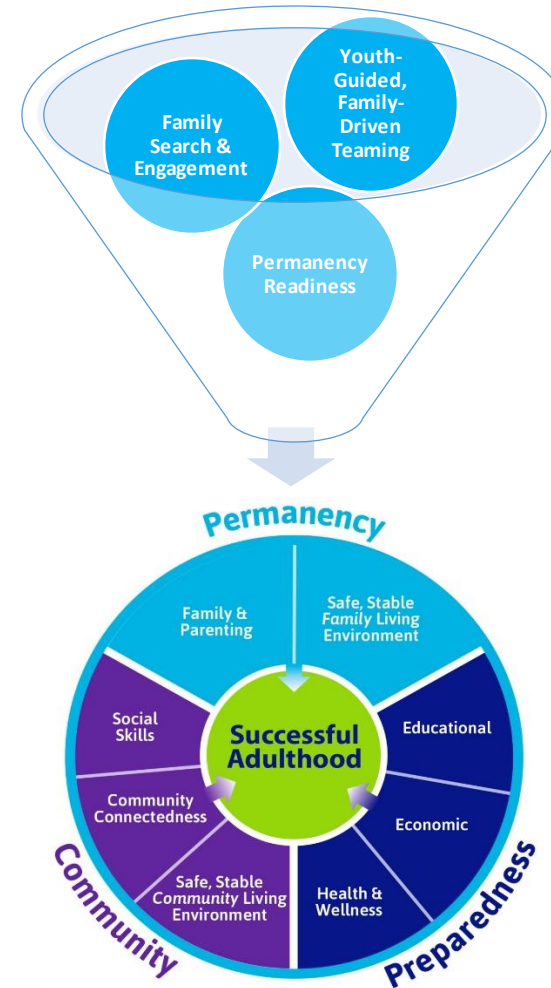 Youth-
Guided,
Family-
Driven
Teaming
Family
Search &
Engagement
Permanency
Readiness
Permanency
Family &
Parenting
Safe, Stable
Family Living
Environment
Social
Skills
Educational
Successful
Adulthood
Community
Connectedness
Economic
Safe, Stable
Community Living
Environment
Health &
Wellness
Community
Preparedness